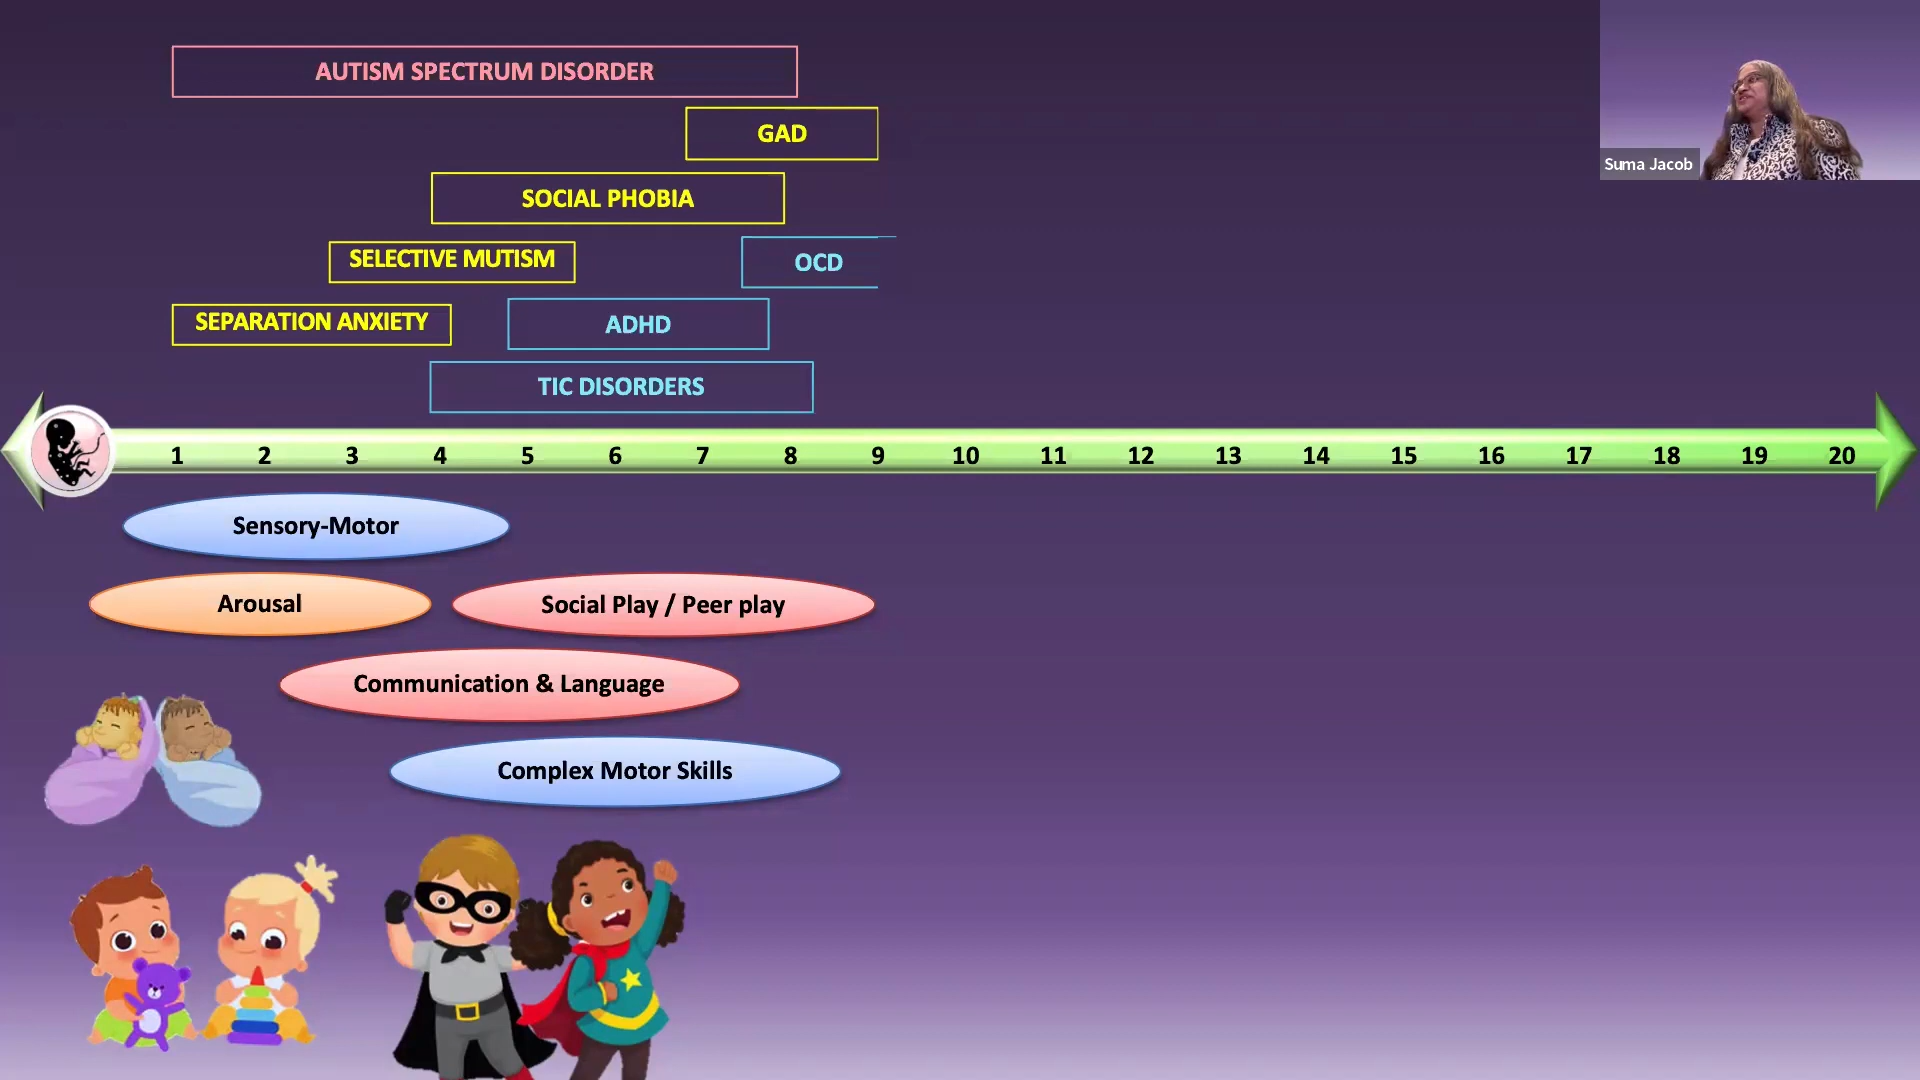 AUTISM SPECTRUM DISORDER
GAD
Suma Jacob
SOCIAL PHOBIA
SELECTIVE MUTISM
OCD
SEPARATION ANXIETY
ADHD
TIC DISORDERS
1 2 3 4 5 6 7 8 9 10 11 12 13 14 15 16 17 18 19 20
Sensory-Motor
Arousal
Social Play / Peer play
Communication & Language
Complex Motor Skills